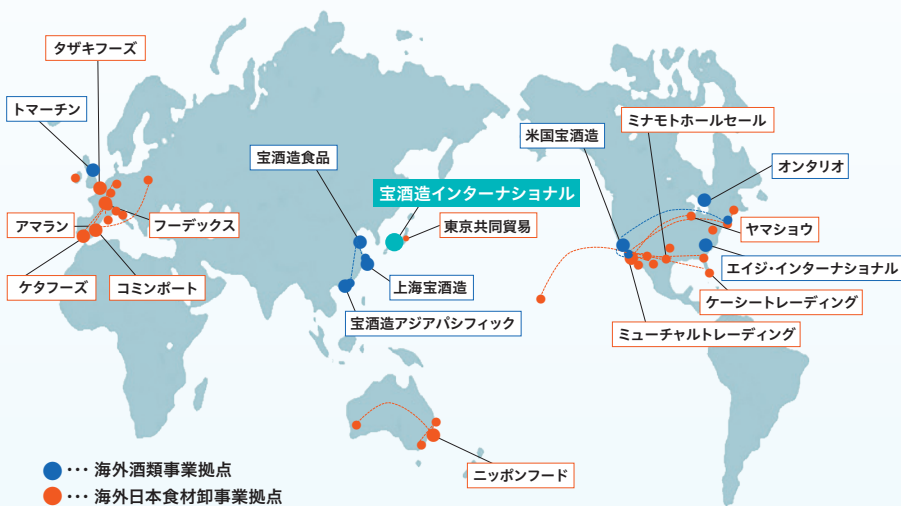 タザキフーズ
トマーチン
アマラン
フーデックス
ケタフーズ
コミンポート
宝酒造食品
宝酒造インターナショナル
東京共同貿易
上海宝酒造
宝酒造アジアパシフィック
米国宝酒造
ミナモトホールセール
オンタリオ
ヤマショウ
エイジ・インターナショナル
ケーシートレーディング
ミューチャルトレーディング
ニッポンフード
･･･ 海外酒類事業拠点
･･･ 海外日本食材卸事業拠点